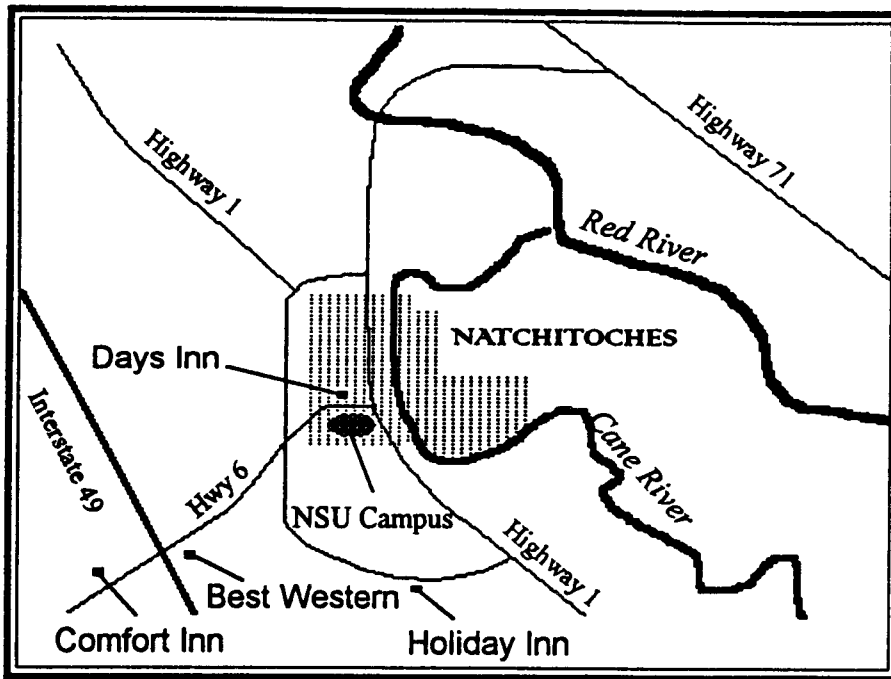 Highway 1
Highway 71
Red River
NATCHITOCHES
Days Inn
Interstate 49
Hwy 6
NSU Campus
Cane River
Highway 1
Best Western
Comfort Inn
Holiday Inn